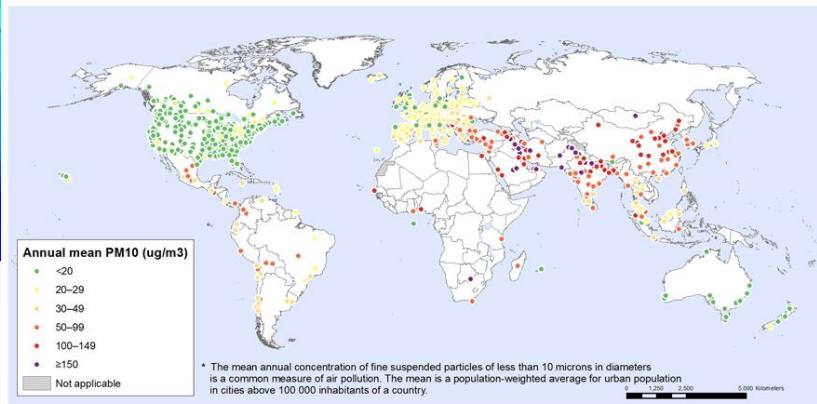 Annual mean PM10 (ug/m3)
<20
20–29
30–49
50–99
100–149
≥150
Not applicable
* The mean annual concentration of fine suspended particles of less than 10 microns in diameters
is a common measure of air pollution. The mean is a population-weighted average for urban population
in cities above 100 000 inhabitants of a country.
0 1,250 2,500 5,000 Kilometers